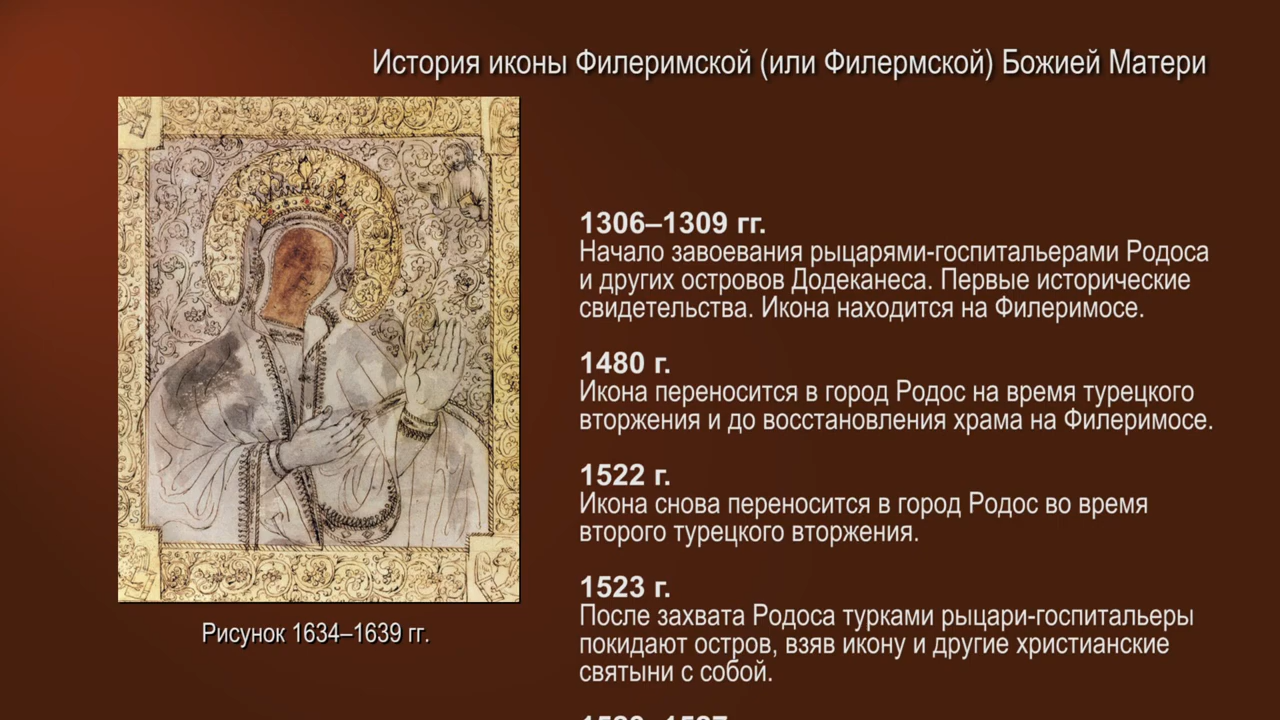 История иконы Филеримской (или Филермской) Божией Матери
1306–1309 гг.
Начало завоевания рыцарями-госпитальерами Родоса
и других островов Додеканеса. Первые исторические
свидетельства. Икона находится на Филеримосе.
1480 г.
Икона переносится в город Родос на время турецкого
вторжения и до восстановления храма на Филеримосе.
1522 г.
Икона снова переносится в город Родос во время
второго турецкого вторжения.
1523 г.
После захвата Родоса турками рыцари-госпитальеры
покидают остров, взяв икону и другие христианские
святыни с собой.
Рисунок 1634–1639 гг.